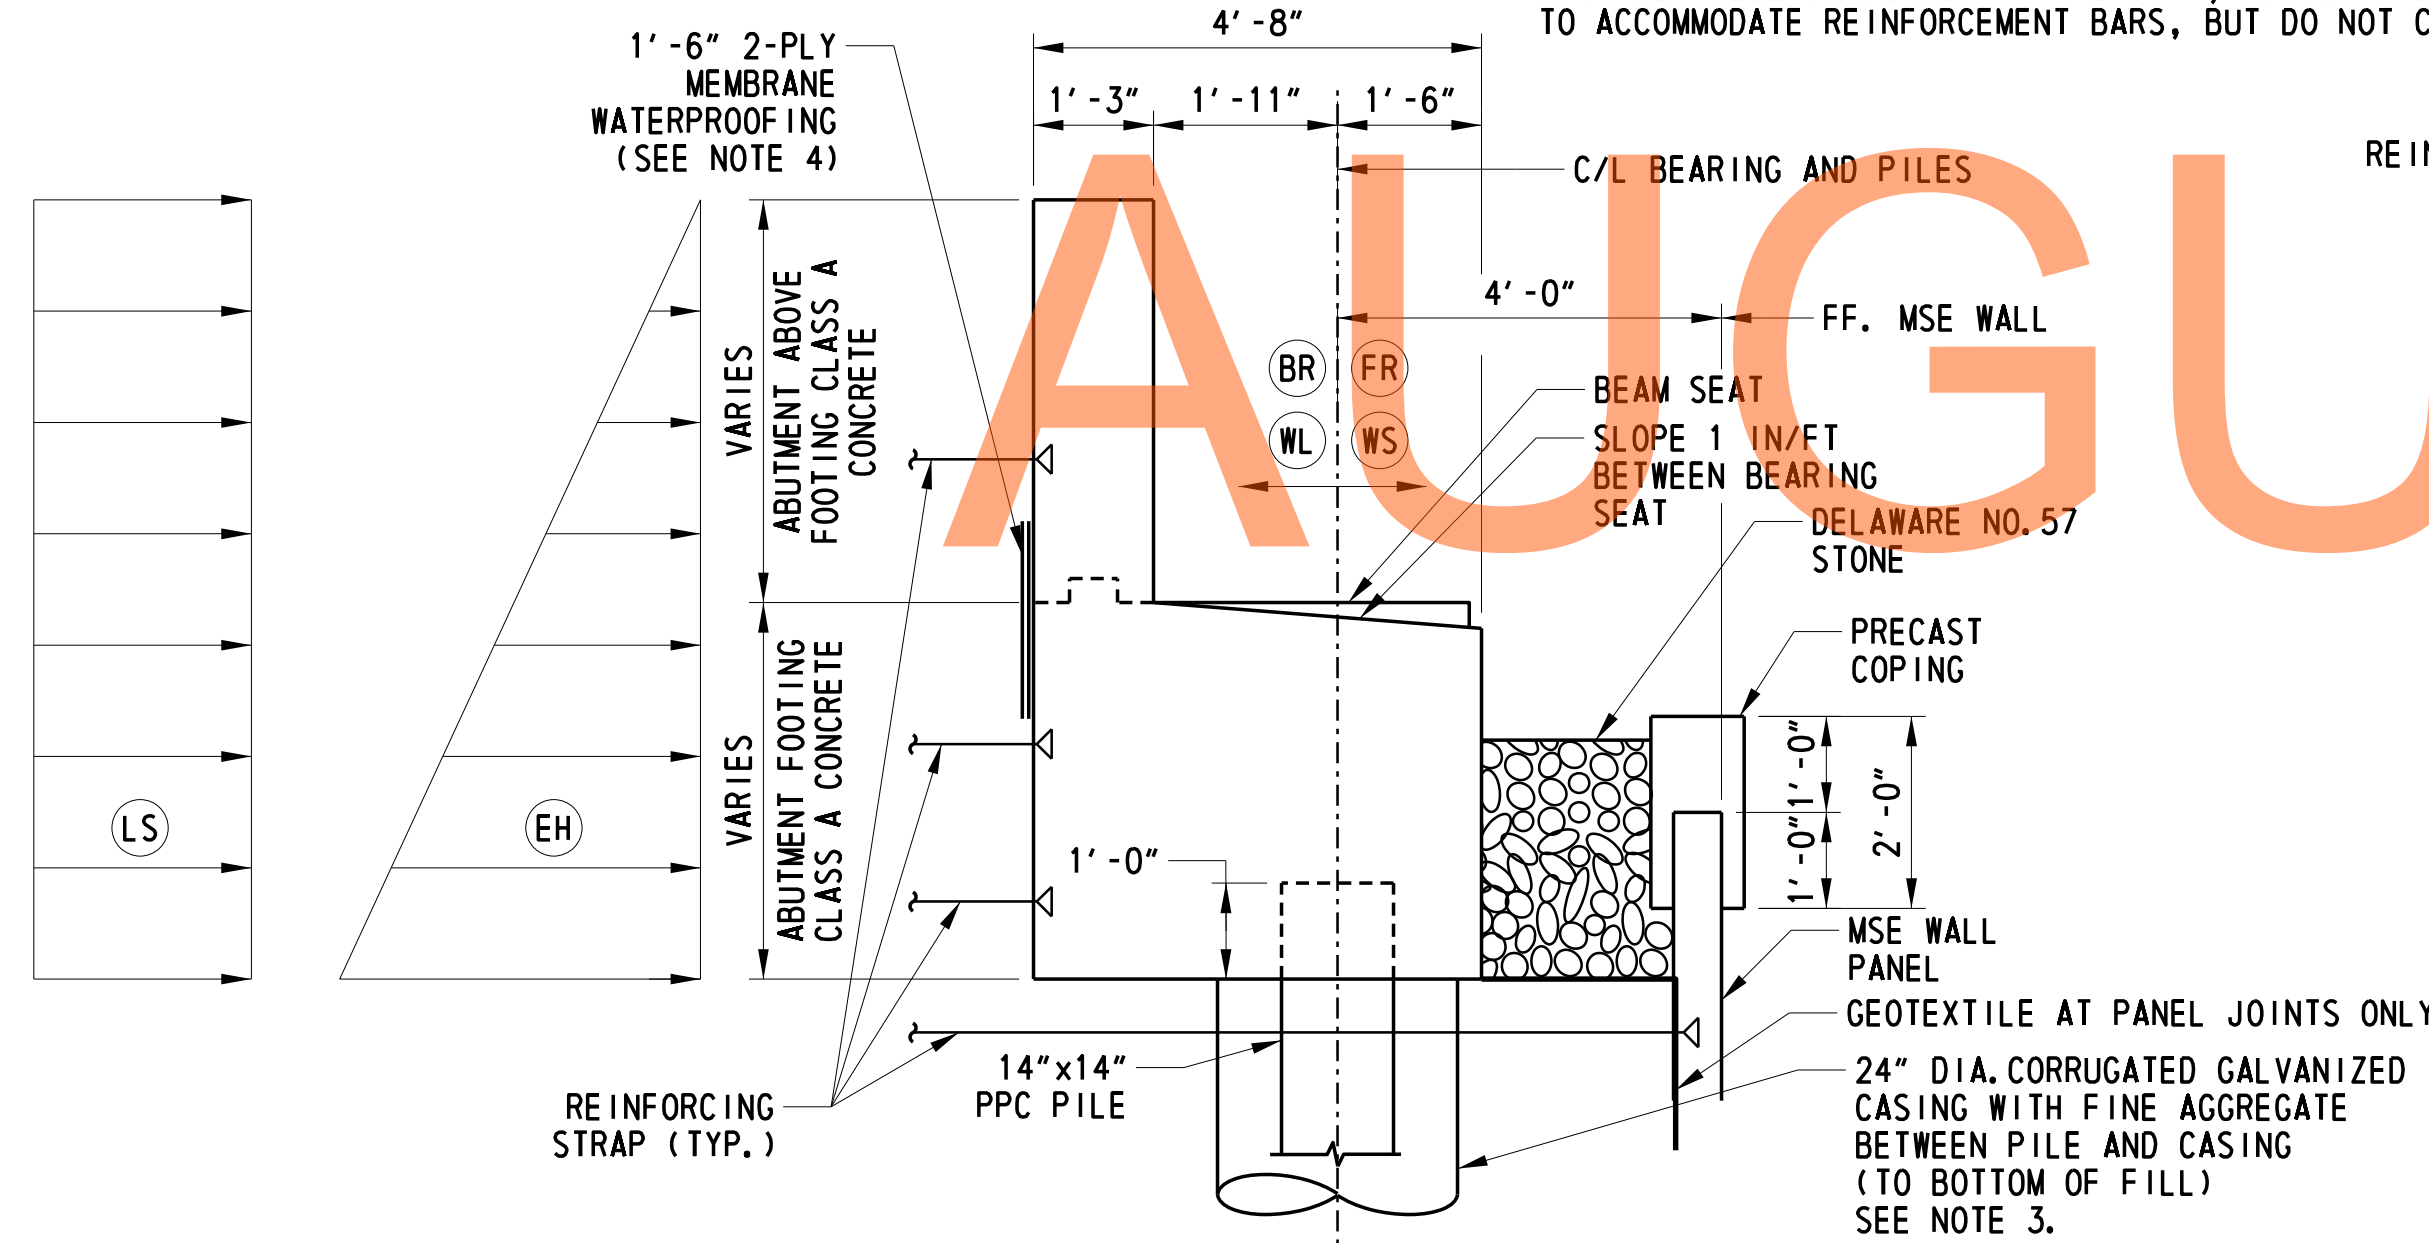 TO ACCOMMODATE REINFORCEMENT BARS, BUT DO NOT C
4'-8"
1'-6" 2-PLY
MEMBRANE
WATERPROOFING
(SEE NOTE 4)
1'-3"
1'-11"
1'-6"
C/L BEARING AND PILES
REIN
AUGU
4'-0"
FF. MSE WALL
VARIES
ABUTMENT ABOVE
FOOTING CLASS A
CONCRETE
BR
FR
WL
WS
BEAM SEAT
SLOPE 1 IN/FT
BETWEEN BEARING
SEAT
DELAWARE NO. 57
STONE
PRECAST
COPING
VARIES
ABUTMENT FOOTING
CLASS A CONCRETE
LS
EH
1'-0"
1'-0"
1'-0"
2'-0"
MSE WALL
PANEL
GEOTEXTILE AT PANEL JOINTS ONLY
14"x14"
PPC PILE
REINFORCING
STRAP (TYP.)
24" DIA. CORRUGATED GALVANIZED
CASING WITH FINE AGGREGATE
BETWEEN PILE AND CASING
(TO BOTTOM OF FILL)
SEE NOTE 3.